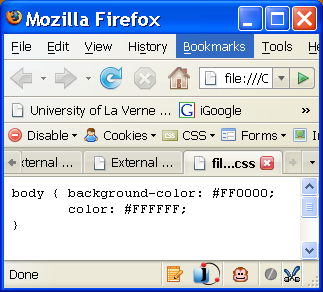 Mozilla Firefox
File Edit View History Bookmarks Tools He
file:///C
University of La Verne ... G iGoogle
Disable Cookies CSS Forms I
xternal ... External ... fil...css
body { background-color: #FF0000;
color: #FFFFFF;
}
Done